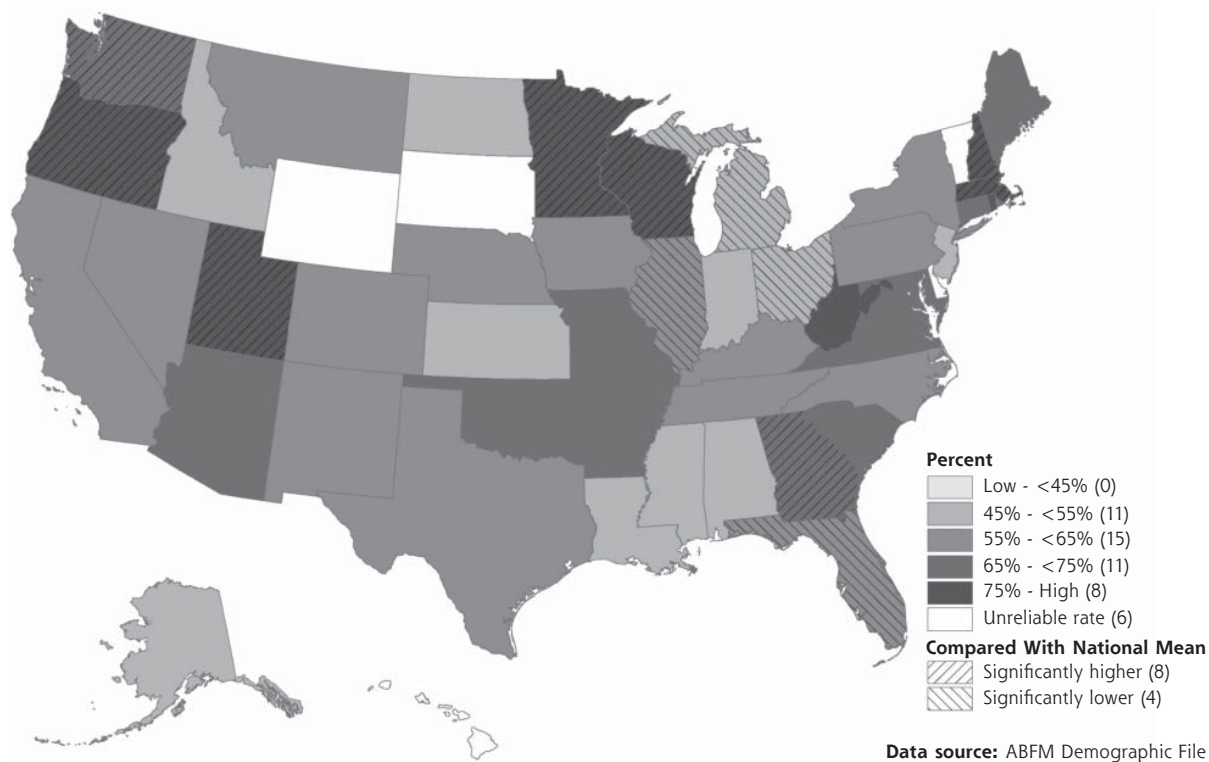 Percent
Low - <45% (0)
45% - <55% (11)
55% - <65% (15)
65% - <75% (11)
75% - High (8)
Unreliable rate (6)
Compared With National Mean
Significantly higher (8)
Significantly lower (4)
Data source: ABFM Demographic File